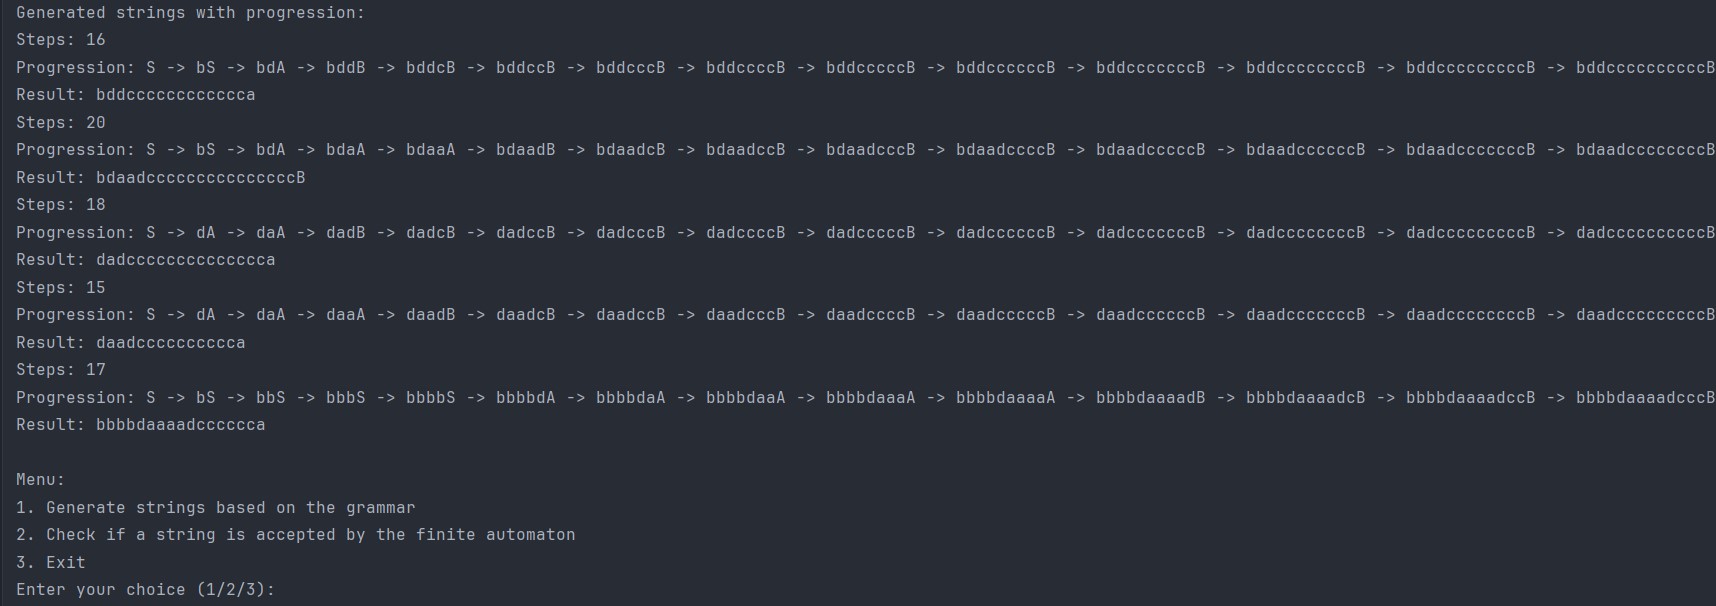 Generated strings with progression:
Steps: 16
Progression: S -> bS -> bdA -> bddB -> bddcB -> bddccB -> bddcccB -> bddccccB -> bddcccccB -> bddccccccB -> bddcccccccB -> bddccccccccB -> bddcccccccccB -> bddccccccccccB
Result: bddcccccccccccca
Steps: 20
Progression: S -> bS -> bdA -> bdaA -> bdaaA -> bdaadB -> bdaadcB -> bdaadccB -> bdaadcccB -> bdaadccccB -> bdaadcccccB -> bdaadccccccB -> bdaadcccccccB -> bdaadccccccccB
Result: bdaadcccccccccccccccB
Steps: 18
Progression: S -> dA -> daA -> dadB -> dadcB -> dadccB -> dadcccB -> dadccccB -> dadcccccB -> dadccccccB -> dadcccccccB -> dadccccccccB -> dadcccccccccB -> dadccccccccccB
Result: dadcccccccccccccca
Steps: 15
Progression: S -> dA -> daA -> daaA -> daadB -> daadcB -> daadccB -> daadcccB -> daadccccB -> daadcccccB -> daadccccccB -> daadcccccccB -> daadccccccccB -> daadcccccccccB
Result: daadcccccccccca
Steps: 17
Progression: S -> bS -> bbS -> bbbS -> bbbbS -> bbbbdA -> bbbbdaA -> bbbbdaaA -> bbbbdaaaA -> bbbbdaaaaA -> bbbbdaaaadB -> bbbbdaaaadcB -> bbbbdaaaadccB -> bbbbdaaaadcccB
Result: bbbbdaaaadcccccca
Menu:
1. Generate strings based on the grammar
2. Check if a string is accepted by the finite automaton
3. Exit
Enter your choice (1/2/3):